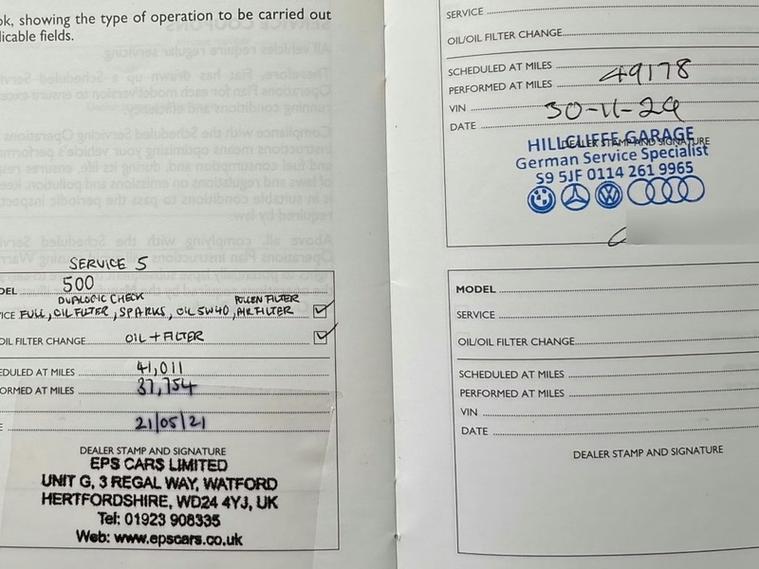 ok, showing the type of operation to be carried out
licable fields.
SERVICE 5
DEL 500
DUALOGIC CHECK POLLEN FILTER
ICE FULL, OIL FILTER, SPARKS, OIL 5W40, AIR FILTER
OIL FILTER CHANGE OIL + FILTER
EDULED AT MILES 41,011
ORMED AT MILES 37,754
E 21/05/21
DEALER STAMP AND SIGNATURE
EPS CARS LIMITED
UNIT G, 3 REGAL WAY, WATFORD
HERTFORDSHIRE, WD24 4YJ, UK
Tel: 01923 908335
Web: www.epscars.co.uk
SERVICE
OIL/OIL FILTER CHANGE
SCHEDULED AT MILES
PERFORMED AT MILES 49178
VIN
DATE 30-11-24
DEALER STAMP AND SIGNATURE
HILLCLIFFE GARAGE
German Service Specialist
S9 5JF 0114 261 9965
MODEL
SERVICE
OIL/OIL FILTER CHANGE
SCHEDULED AT MILES
PERFORMED AT MILES
VIN
DATE
DEALER STAMP AND SIGNATURE